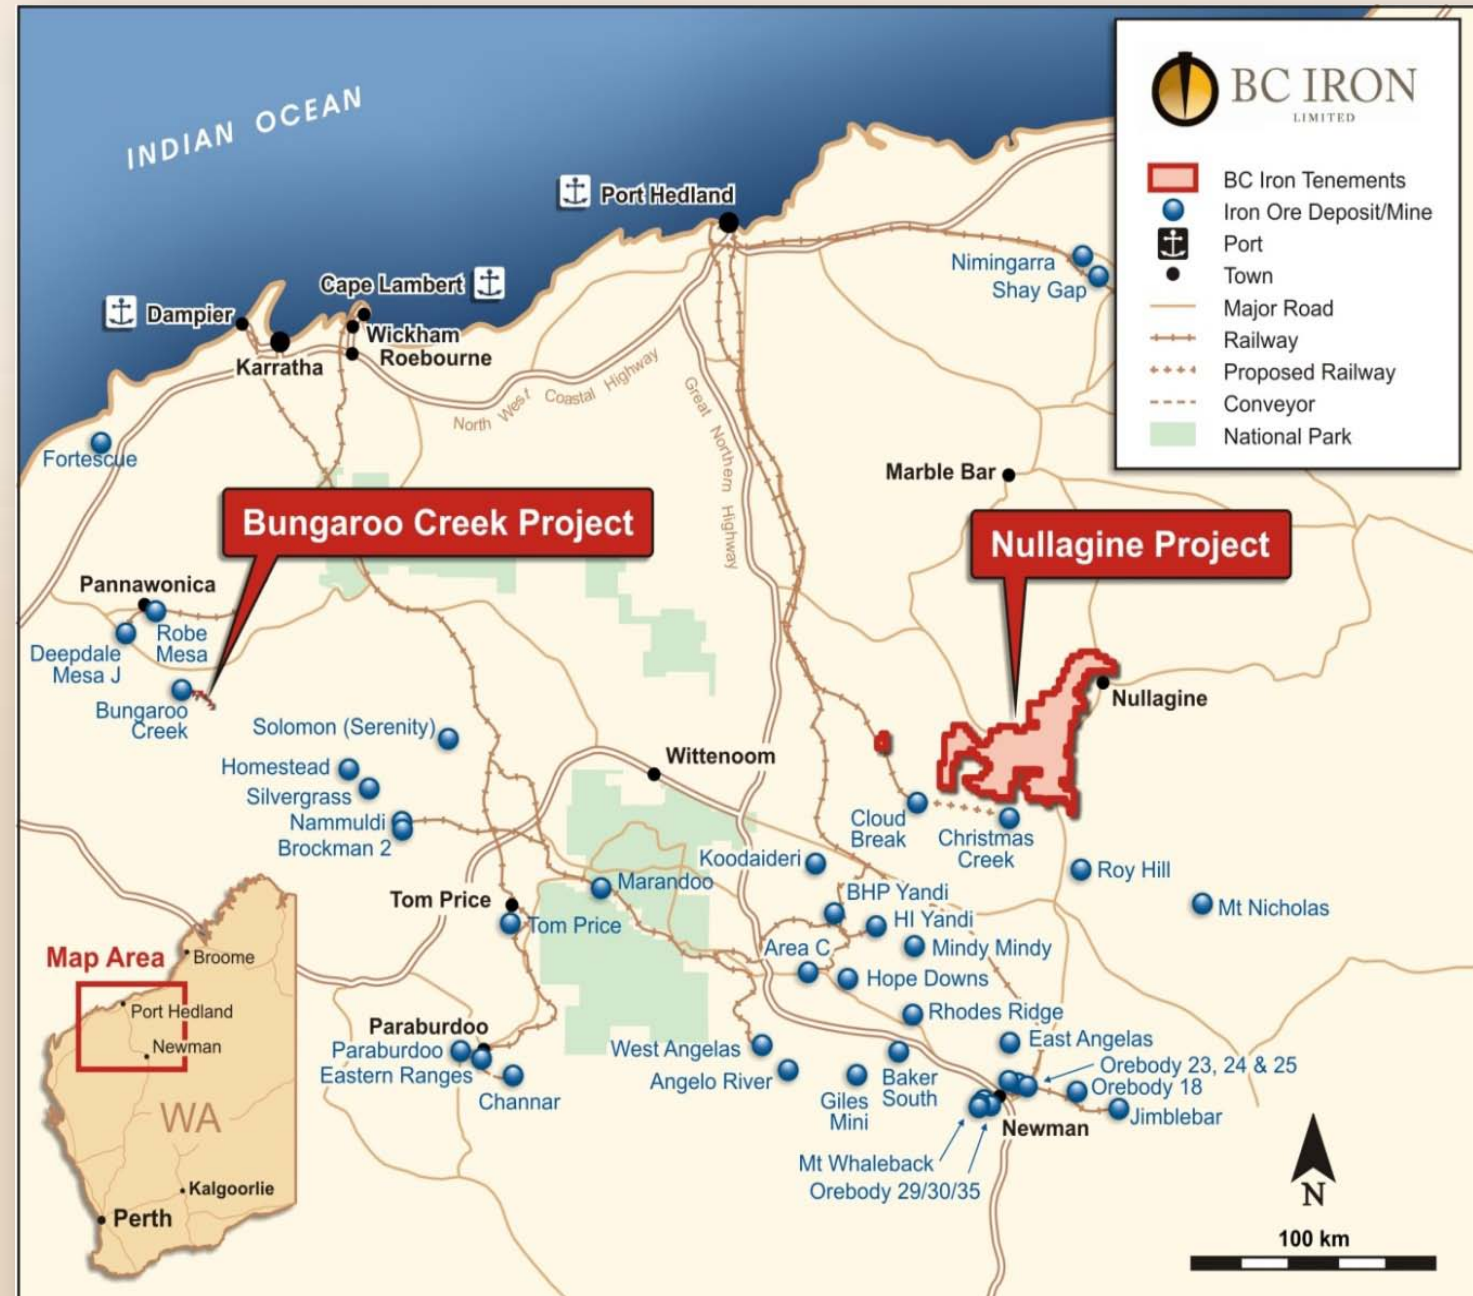 INDIAN OCEAN
BC IRON
LIMITED
BC Iron Tenements
Iron Ore Deposit/Mine
Port
Town
Major Road
Railway
Proposed Railway
Conveyor
National Park
Port Hedland
Nimingarra
Shay Gap
Cape Lambert
Dampier
Wickham
Roebourne
Karratha
North West Coastal Highway
Great Northern Highway
Fortescue
Marble Bar
Bungaroo Creek Project
Nullagine Project
Pannawonica
Robe
Mesa
Deepdale
Mesa J
Bungaroo
Creek
Nullagine
Solomon (Serenity)
Wittenoom
Homestead
Silvergrass
Nammuldi
Brockman 2
Cloud
Break
Christmas
Creek
Koodaideri
Roy Hill
Marandoo
BHP Yandi
Tom Price
Tom Price
HI Yandi
Mt Nicholas
Area C
Mindy Mindy
Hope Downs
Rhodes Ridge
Paraburdoo
Paraburdoo
Eastern Ranges
Channar
West Angelas
Angelo River
East Angelas
Baker
South
Giles
Mini
Orebody 23, 24 & 25
Orebody 18
Jimblebar
Newman
Mt Whaleback
Orebody 29/30/35
Map Area
Broome
Port Hedland
Newman
WA
Kalgoorlie
Perth
N
100 km